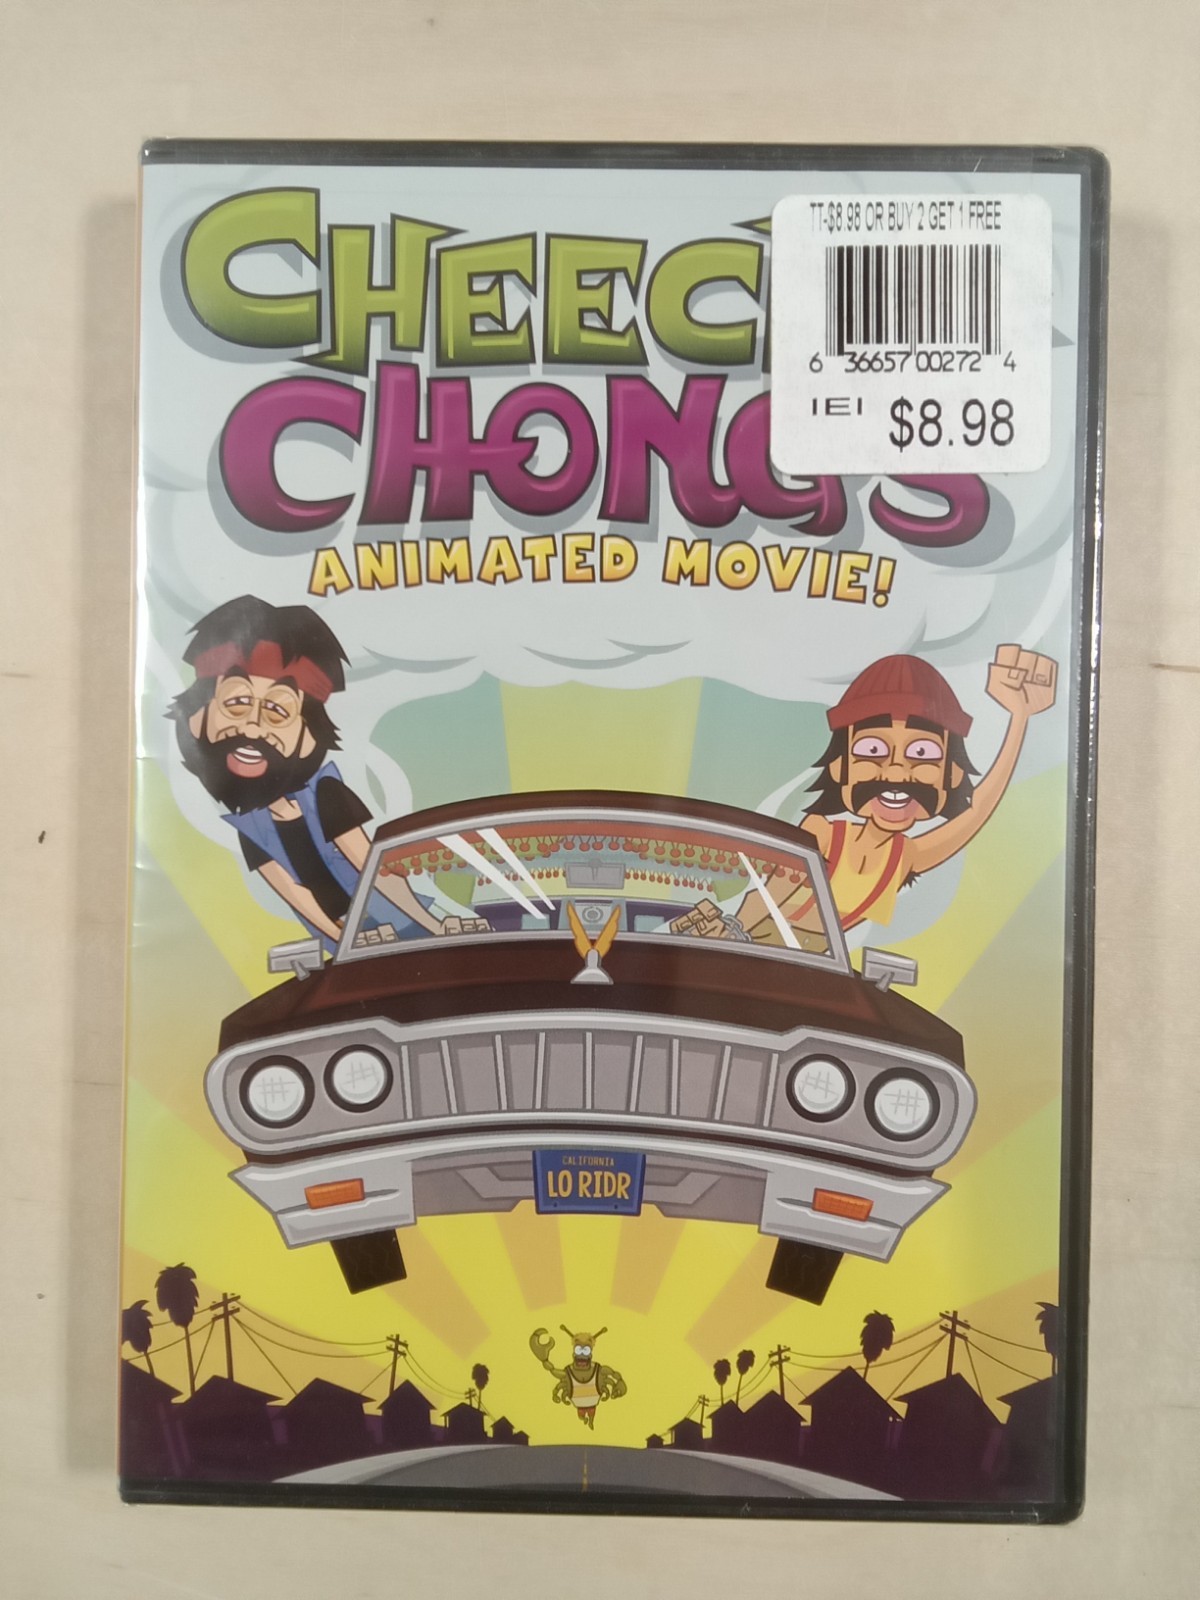 CHEEC
CHONG'S
ANIMATED MOVIE!
TT-$8.98 OR BUY 2 GET 1 FREE
6 36657 00272 4
IEI $8.98
CALIFORNIA
LO RIDR